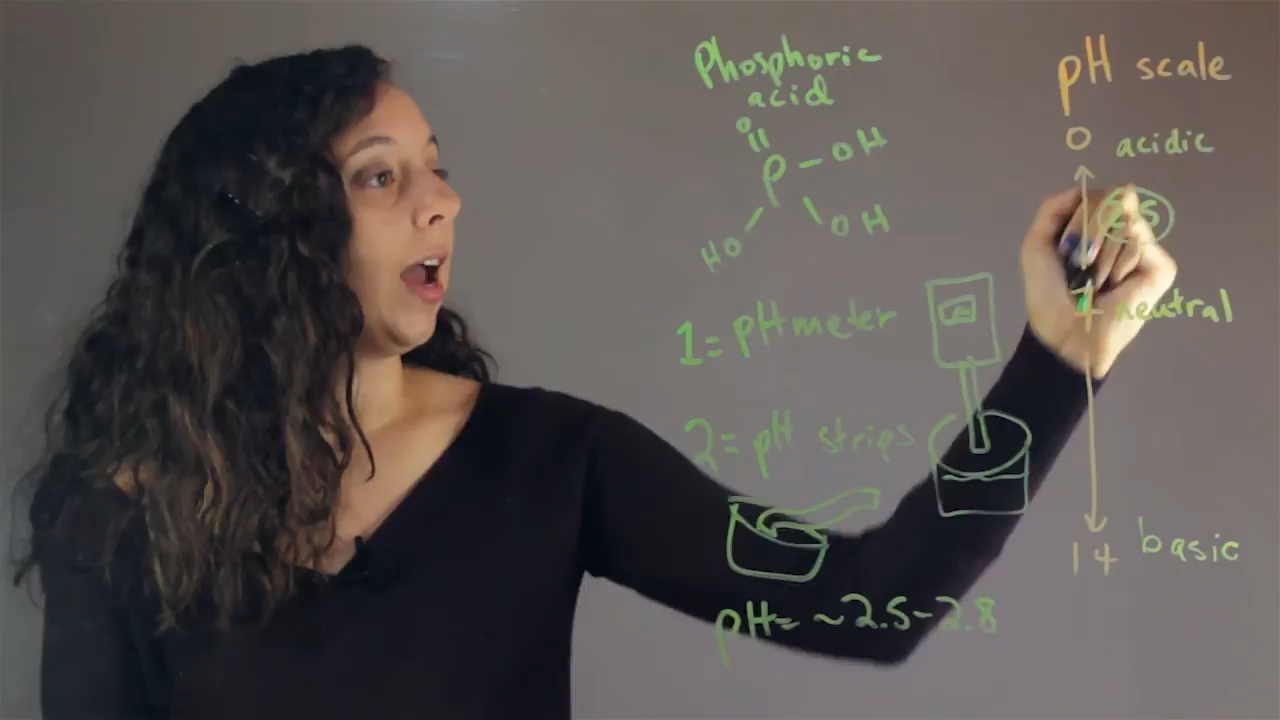 Phosphoric
acid
O
P - OH
HO
OH
1 = pH meter
2 = pH strips
pH = ~2.5-2.8
pH scale
0 acidic
2.5
7 neutral
14 basic